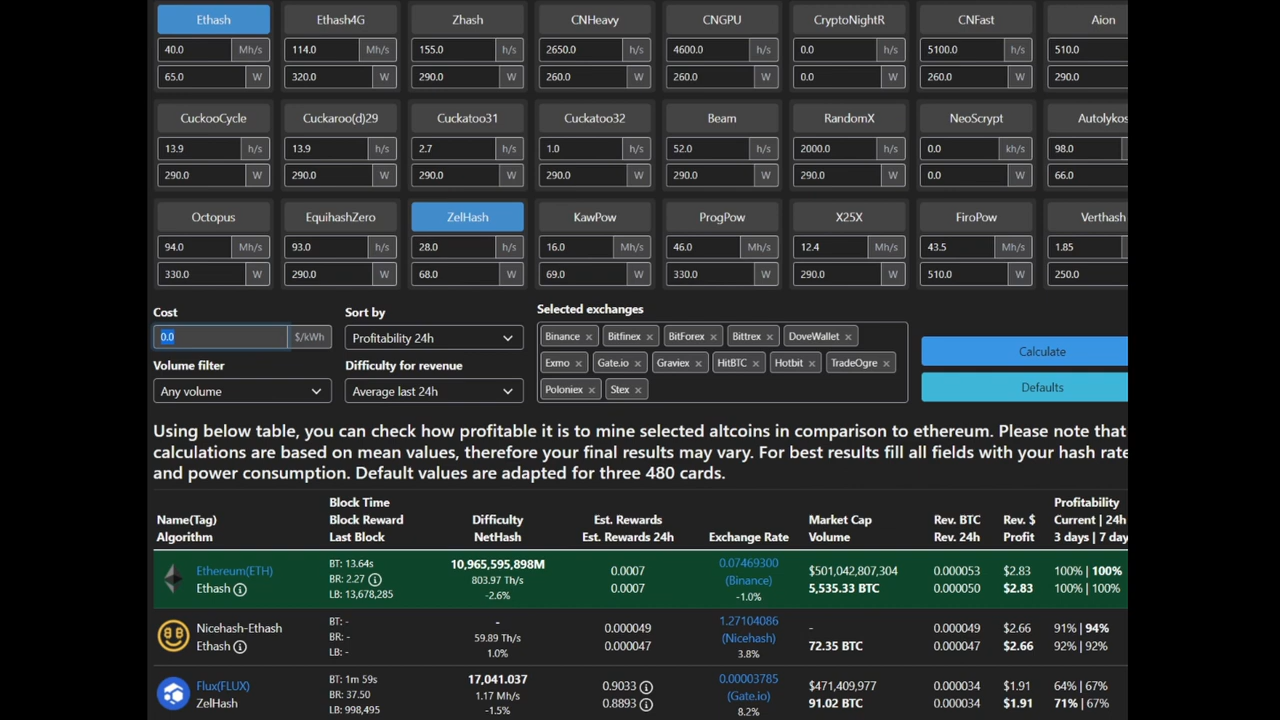 Ethash Ethash4G Zhash CNHeavy CNGPU CryptoNightR CNFast Aion
40.0 Mh/s 114.0 Mh/s 155.0 h/s 2650.0 h/s 4600.0 h/s 0.0 h/s 5100.0 h/s 510.0
65.0 W 320.0 W 290.0 W 260.0 W 260.0 W 0.0 W 260.0 W 290.0
CuckooCycle Cuckaroo(d)29 Cuckatoo31 Cuckatoo32 Beam RandomX NeoScrypt Autolykos
13.9 h/s 13.9 h/s 2.7 h/s 1.0 h/s 52.0 h/s 2000.0 h/s 0.0 kh/s 98.0
290.0 W 290.0 W 290.0 W 290.0 W 290.0 W 290.0 W 0.0 W 66.0
Octopus EquihashZero ZelHash KawPow ProgPow X25X FiroPow Verthash
94.0 Mh/s 93.0 h/s 28.0 h/s 16.0 Mh/s 46.0 Mh/s 12.4 Mh/s 43.5 Mh/s 1.85
330.0 W 290.0 W 68.0 W 69.0 W 330.0 W 290.0 W 510.0 W 250.0
Cost Sort by Selected exchanges
0.0 $/kWh Profitability 24h Binance × Bitfinex × BitForex × Bittrex × DoveWallet ×
Exmo × Gate.io × Graviex × HitBTC × Hotbit × TradeOgre ×
Poloniex × Stex ×
Calculate
Volume filter Difficulty for revenue
Any volume Average last 24h
Defaults
Using below table, you can check how profitable it is to mine selected altcoins in comparison to ethereum. Please note that
calculations are based on mean values, therefore your final results may vary. For best results fill all fields with your hash rate
and power consumption. Default values are adapted for three 480 cards.
Block Time Profitability
Name(Tag) Block Reward Difficulty Est. Rewards Market Cap Rev. BTC Rev. $ Current | 24h
Algorithm Last Block NetHash Est. Rewards 24h Exchange Rate Volume Rev. 24h Profit 3 days | 7 day
BT: 13.64s 10,965,595,898M 0.07469300
Ethereum(ETH) BR: 2.27 803.97 Th/s 0.0007 (Binance) $501,042,807,304 0.000053 $2.83 100% | 100%
Ethash LB: 13,678,285 -2.6% 0.0007 -1.0% 5,535.33 BTC 0.000050 $2.83 100% | 100%
BT: - - 1.27104086
Nicehash-Ethash BR: - 59.89 Th/s 0.000049 (Nicehash) - 0.000049 $2.66 91% | 94%
Ethash LB: - 1.0% 0.000047 3.8% 72.35 BTC 0.000047 $2.66 92% | 92%
BT: 1m 59s 17,041.037 0.00003785
Flux(FLUX) BR: 37.50 1.17 Mh/s 0.9033 (Gate.io) $471,409,977 0.000034 $1.91 64% | 67%
ZelHash LB: 998,495 -1.5% 0.8893 8.2% 91.02 BTC 0.000034 $1.91 71% | 67%